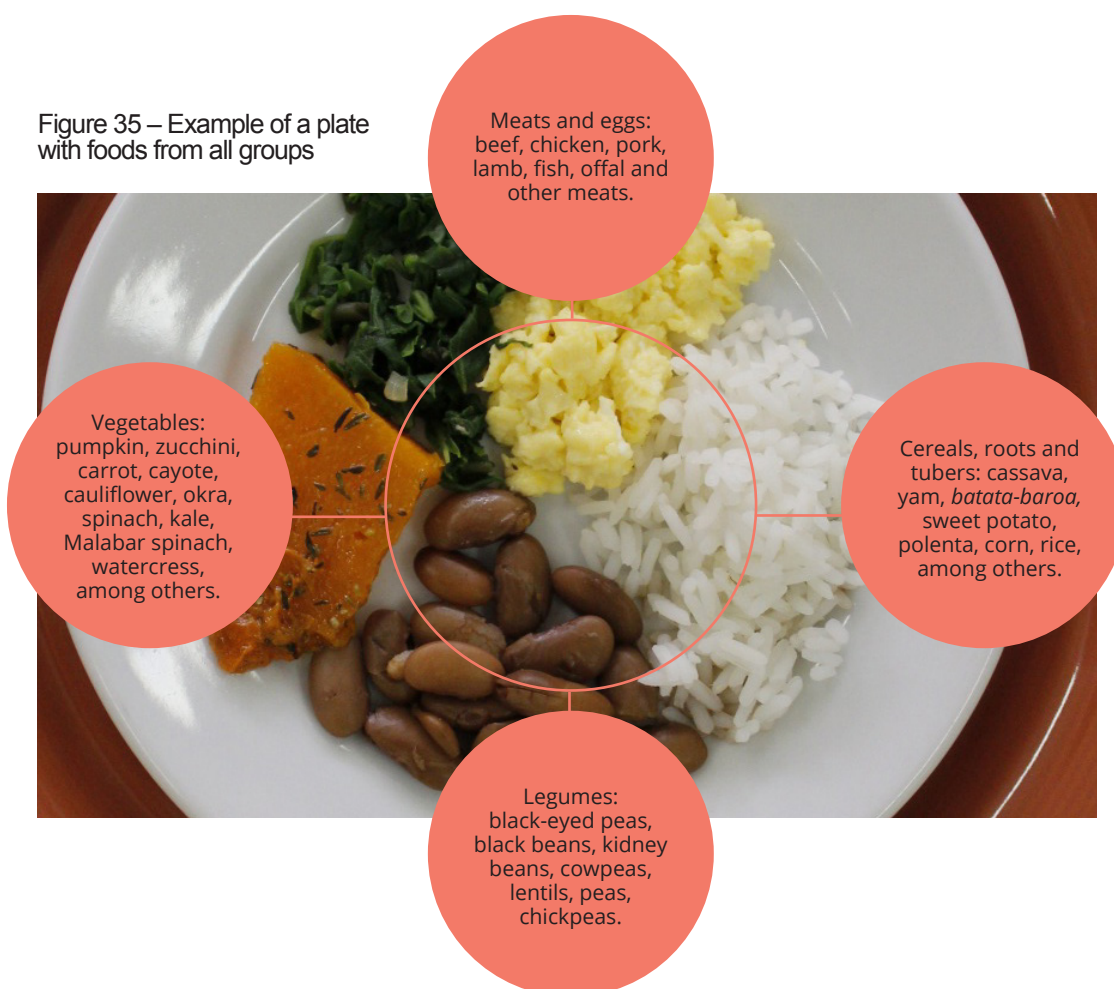 Figure 35 – Example of a plate
with foods from all groups
Meats and eggs:
beef, chicken, pork,
lamb, fish, offal and
other meats.
Vegetables:
pumpkin, zucchini,
carrot, cayote,
cauliflower, okra,
spinach, kale,
Malabar spinach,
watercress,
among others.
Cereals, roots and
tubers: cassava,
yam, batata-baroa,
sweet potato,
polenta, corn, rice,
among others.
Legumes:
black-eyed peas,
black beans, kidney
beans, cowpeas,
lentils, peas,
chickpeas.